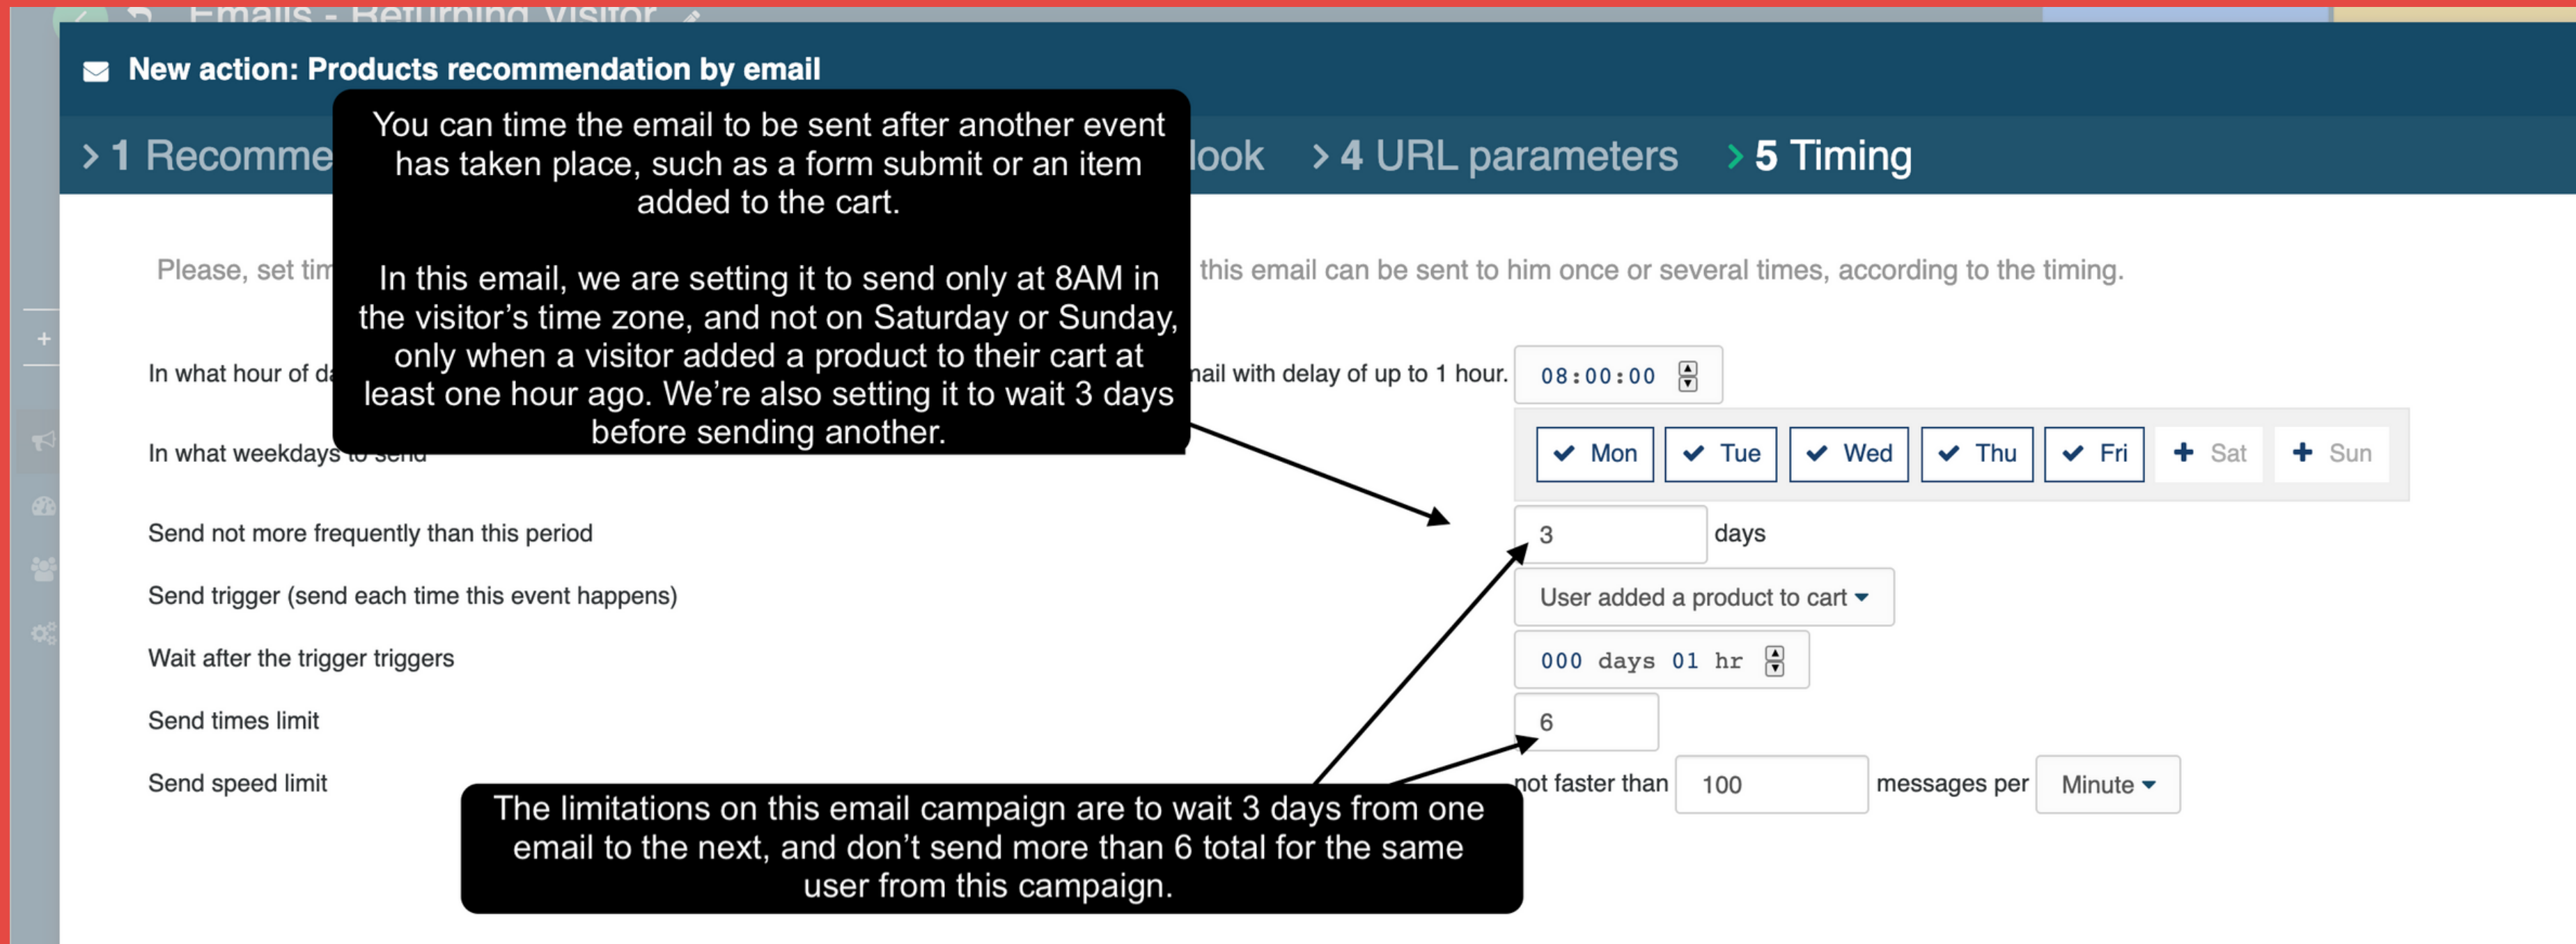 Emails - Returning Visitor
New action: Products recommendation by email
You can time the email to be sent after another event
has taken place, such as a form submit or an item
added to the cart.
In this email, we are setting it to send only at 8AM in
the visitor's time zone, and not on Saturday or Sunday,
only when a visitor added a product to their cart at
least one hour ago. We're also setting it to wait 3 days
before sending another.
> 1 Recomme look > 4 URL parameters > 5 Timing
Please, set tim this email can be sent to him once or several times, according to the timing.
In what hour of da mail with delay of up to 1 hour. 08:00:00
In what weekdays to send Mon Tue Wed Thu Fri + Sat + Sun
Send not more frequently than this period 3 days
Send trigger (send each time this event happens) User added a product to cart
Wait after the trigger triggers 000 days 01 hr
Send times limit 6
Send speed limit not faster than 100 messages per Minute
The limitations on this email campaign are to wait 3 days from one
email to the next, and don't send more than 6 total for the same
user from this campaign.